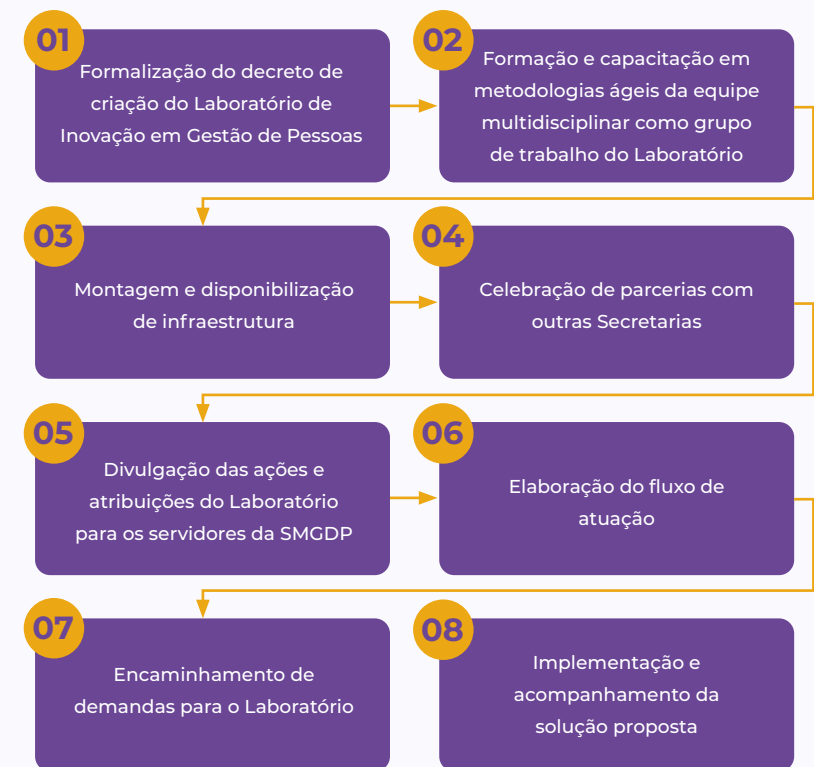 01
Formalização do decreto de
criação do Laboratório de
Inovação em Gestão de Pessoas
02
Formação e capacitação em
metodologias ágeis da equipe
multidisciplinar como grupo
de trabalho do Laboratório
03
Montagem e disponibilização
de infraestrutura
04
Celebração de parcerias com
outras Secretarias
05
Divulgação das ações e
atribuições do Laboratório
para os servidores da SMGDP
06
Elaboração do fluxo de
atuação
07
Encaminhamento de
demandas para o Laboratório
08
Implementação e
acompanhamento da
solução proposta